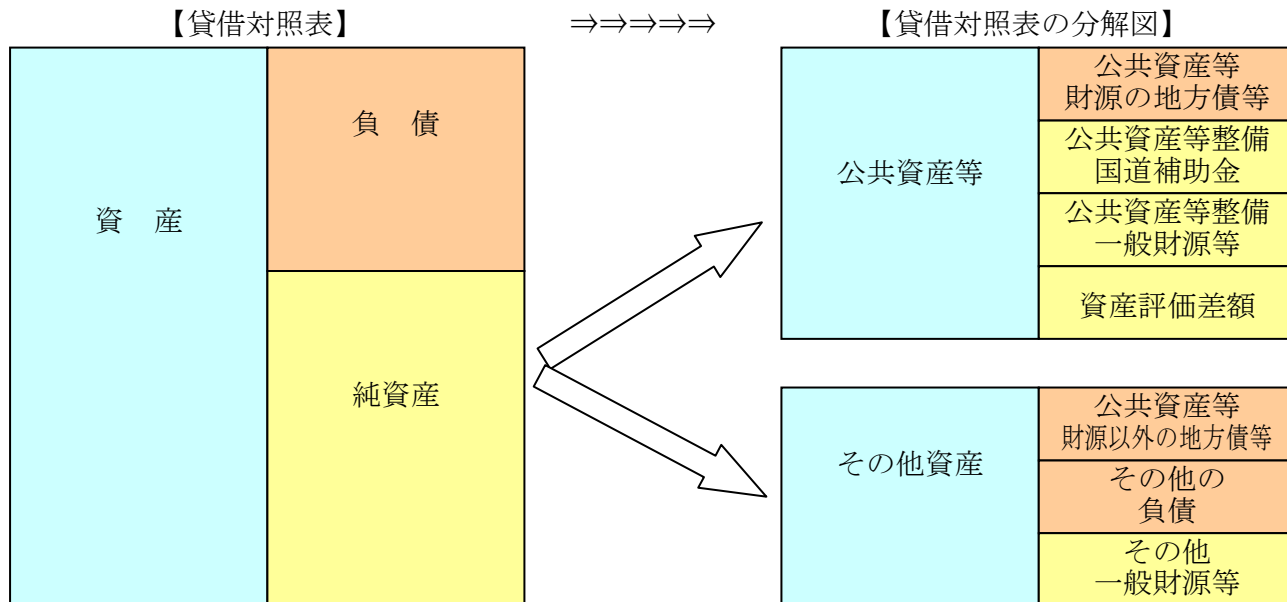 【貸借対照表】
⇒⇒⇒⇒⇒
【貸借対照表の分解図】
資　産
負　債
純資産
公共資産等
公共資産等
財源の地方債等
公共資産等整備
国道補助金
公共資産等整備
一般財源等
資産評価差額
その他資産
公共資産等
財源以外の地方債等
その他の
負債
その他
一般財源等